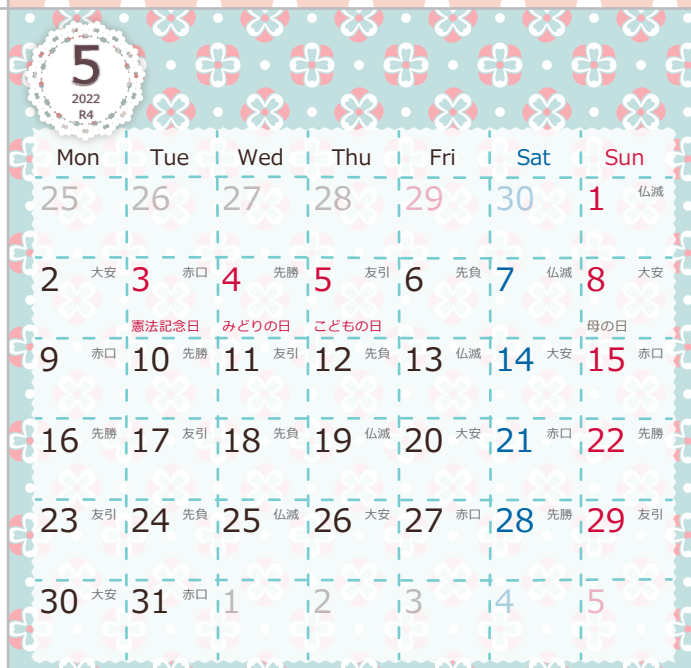 5
2022
R4
Mon Tue Wed Thu Fri Sat Sun
25 26 27 28 29 30 1 仏滅
2 大安 3 赤口 4 先勝 5 友引 6 先負 7 仏滅 8 大安
憲法記念日 みどりの日 こどもの日 母の日
9 赤口 10 先勝 11 友引 12 先負 13 仏滅 14 大安 15 赤口
16 先勝 17 友引 18 先負 19 仏滅 20 大安 21 赤口 22 先勝
23 友引 24 先負 25 仏滅 26 大安 27 赤口 28 先勝 29 友引
30 大安 31 赤口 1 2 3 4 5